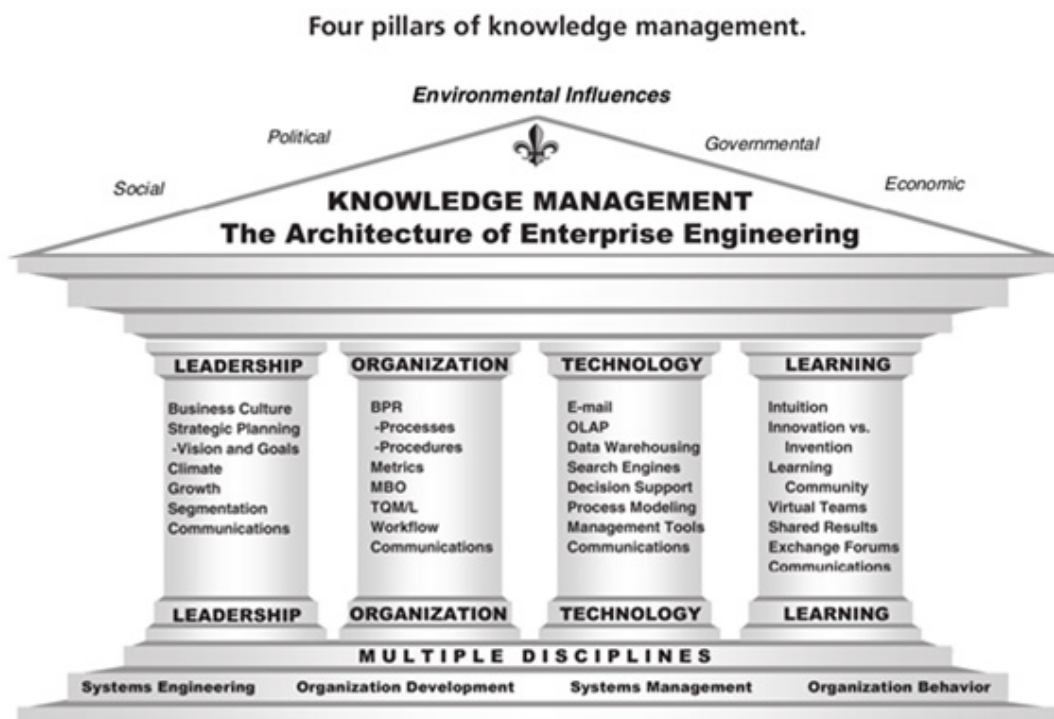 Four pillars of knowledge management.
Environmental Influences
Political
Governmental
Social
Economic
KNOWLEDGE MANAGEMENT
The Architecture of Enterprise Engineering
LEADERSHIP
Business Culture
Strategic Planning
-Vision and Goals
Climate
Growth
Segmentation
Communications
LEADERSHIP
ORGANIZATION
BPR
-Processes
-Procedures
Metrics
MBO
TQM/L
Workflow
Communications
ORGANIZATION
TECHNOLOGY
E-mail
OLAP
Data Warehousing
Search Engines
Decision Support
Process Modeling
Management Tools
Communications
TECHNOLOGY
LEARNING
Intuition
Innovation vs.
Invention
Learning
Community
Virtual Teams
Shared Results
Exchange Forums
Communications
LEARNING
MULTIPLE DISCIPLINES
Systems Engineering Organization Development Systems Management Organization Behavior